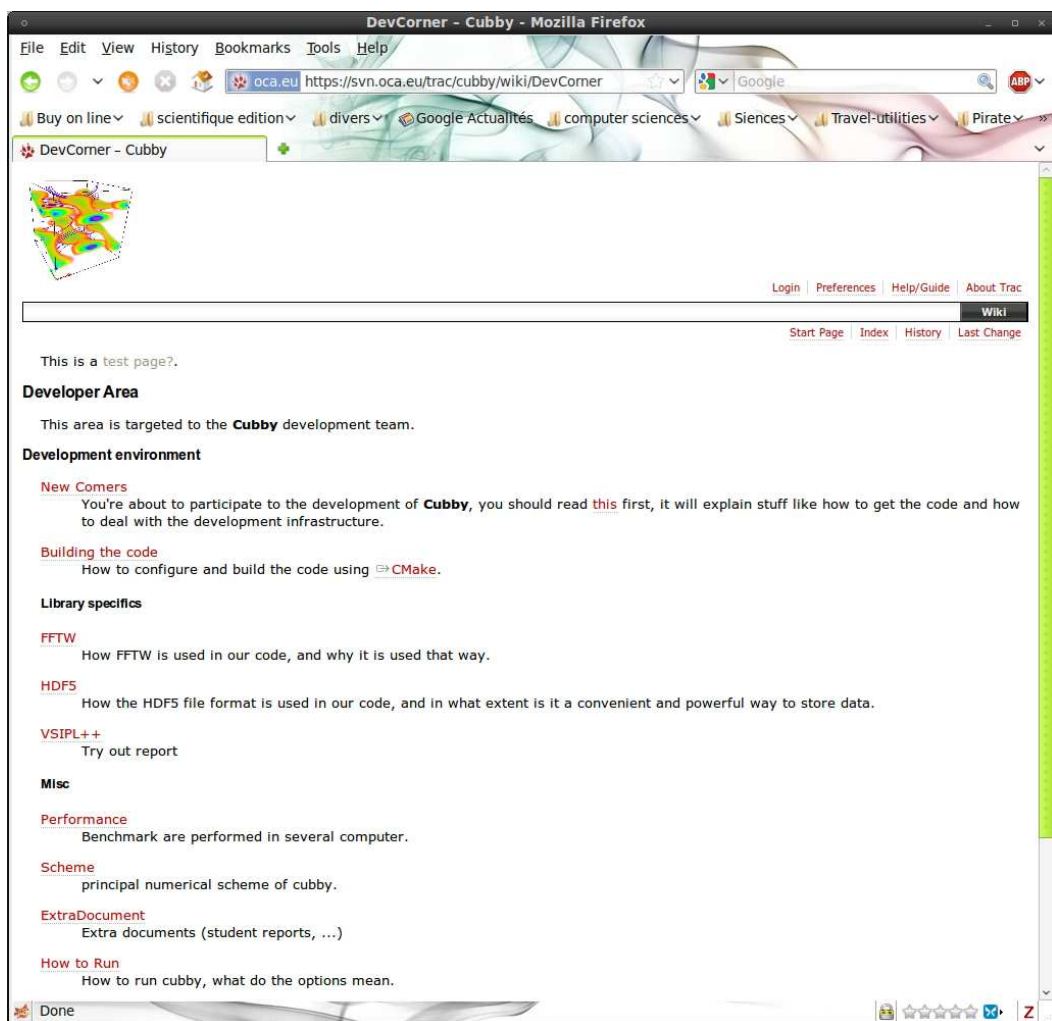 DevCorner – Cubby - Mozilla Firefox
File Edit View History Bookmarks Tools Help
oca.eu https://svn.oca.eu/trac/cubby/wiki/DevCorner Google ABP
Buy on line scientifique edition divers Google Actualités computer sciences Siences Travel-utilities Pirate »
DevCorner – Cubby
Login Preferences Help/Guide About Trac
Wiki
Start Page Index History Last Change
This is a test page?.
Developer Area
This area is targeted to the Cubby development team.
Development environment
New Comers
You're about to participate to the development of Cubby, you should read this first, it will explain stuff like how to get the code and how
to deal with the development infrastructure.
Building the code
How to configure and build the code using CMake.
Library specifics
FFTW
How FFTW is used in our code, and why it is used that way.
HDF5
How the HDF5 file format is used in our code, and in what extent is it a convenient and powerful way to store data.
VSIPL++
Try out report
Misc
Performance
Benchmark are performed in several computer.
Scheme
principal numerical scheme of cubby.
ExtraDocument
Extra documents (student reports, ...)
How to Run
How to run cubby, what do the options mean.
Done Z